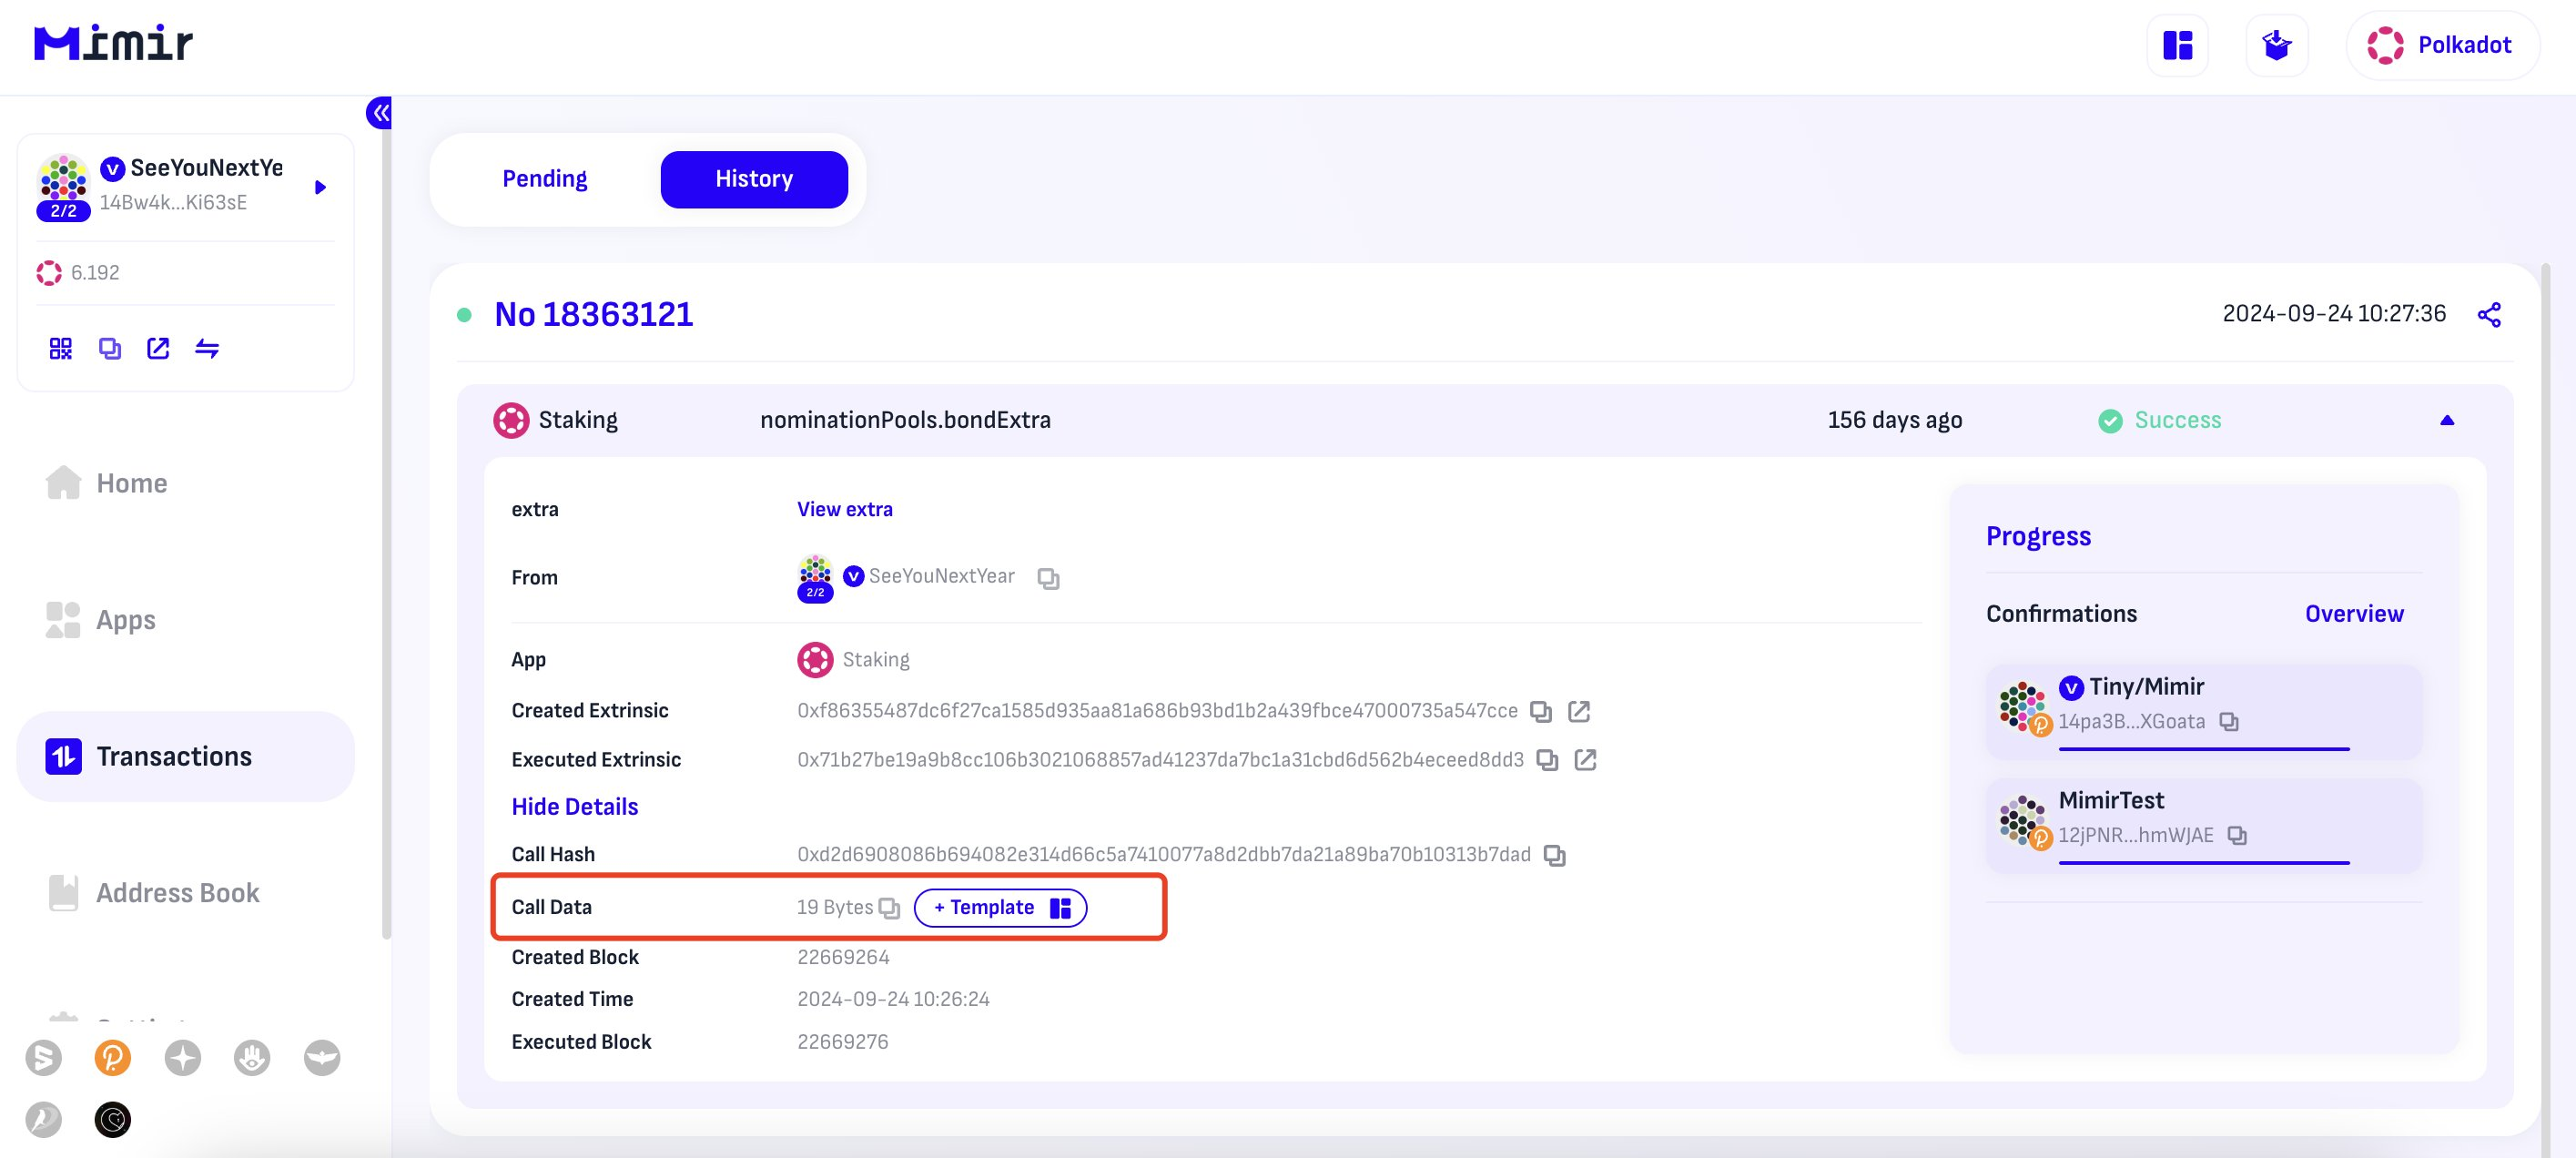 Mimir
Polkadot
SeeYouNextYe
14Bw4k...Ki63sE
2/2
6.192
Home
Apps
Transactions
Address Book
Pending
History
No 18363121
2024-09-24 10:27:36
Staking nominationPools.bondExtra 156 days ago Success
extra View extra
From 2/2 SeeYouNextYear
App Staking
Created Extrinsic 0xf86355487dc6f27ca1585d935aa81a686b93bd1b2a439fbce47000735a547cce
Executed Extrinsic 0x71b27be19a9b8cc106b3021068857ad41237da7bc1a31cbd6d562b4eceed8dd3
Hide Details
Call Hash 0xd2d6908086b694082e314d66c5a7410077a8d2dbb7da21a89ba70b10313b7dad
Call Data 19 Bytes + Template
Created Block 22669264
Created Time 2024-09-24 10:26:24
Executed Block 22669276
Progress
Confirmations Overview
Tiny/Mimir
14pa3B...XGoata
MimirTest
12jPNR...hmWJAE